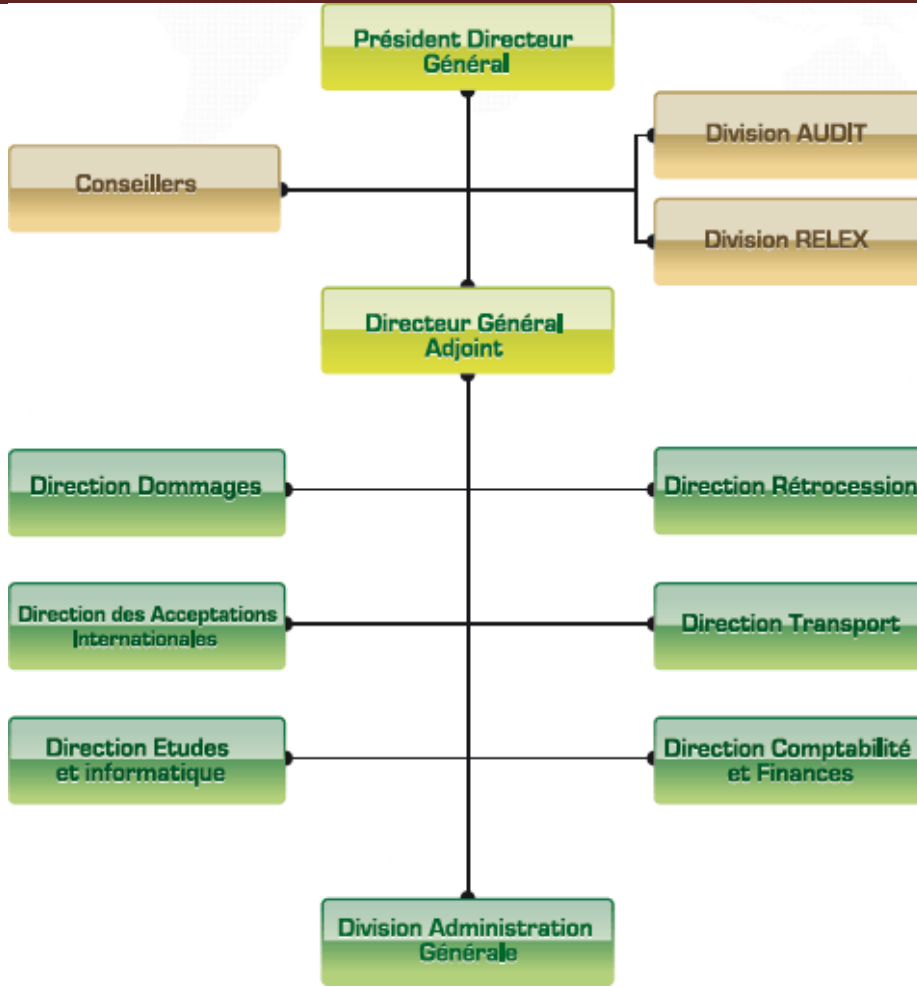 Président Directeur
Général
Division AUDIT
Conseillers
Division RELEX
Directeur Général
Adjoint
Direction Dommages
Direction Rétrocession
Direction des Acceptations
Internationales
Direction Transport
Direction Etudes
et informatique
Direction Comptabilité
et Finances
Division Administration
Générale